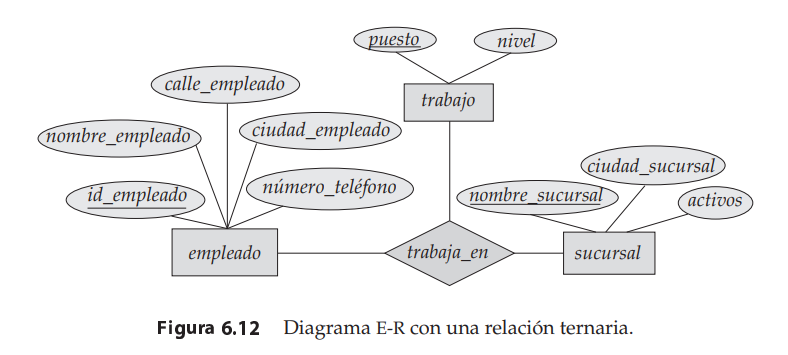 puesto
nivel
calle_empleado
trabajo
nombre_empleado
ciudad_empleado
ciudad_sucursal
id_empleado
número_teléfono
nombre_sucursal
activos
empleado
trabaja_en
sucursal
Figura 6.12 Diagrama E-R con una relación ternaria.